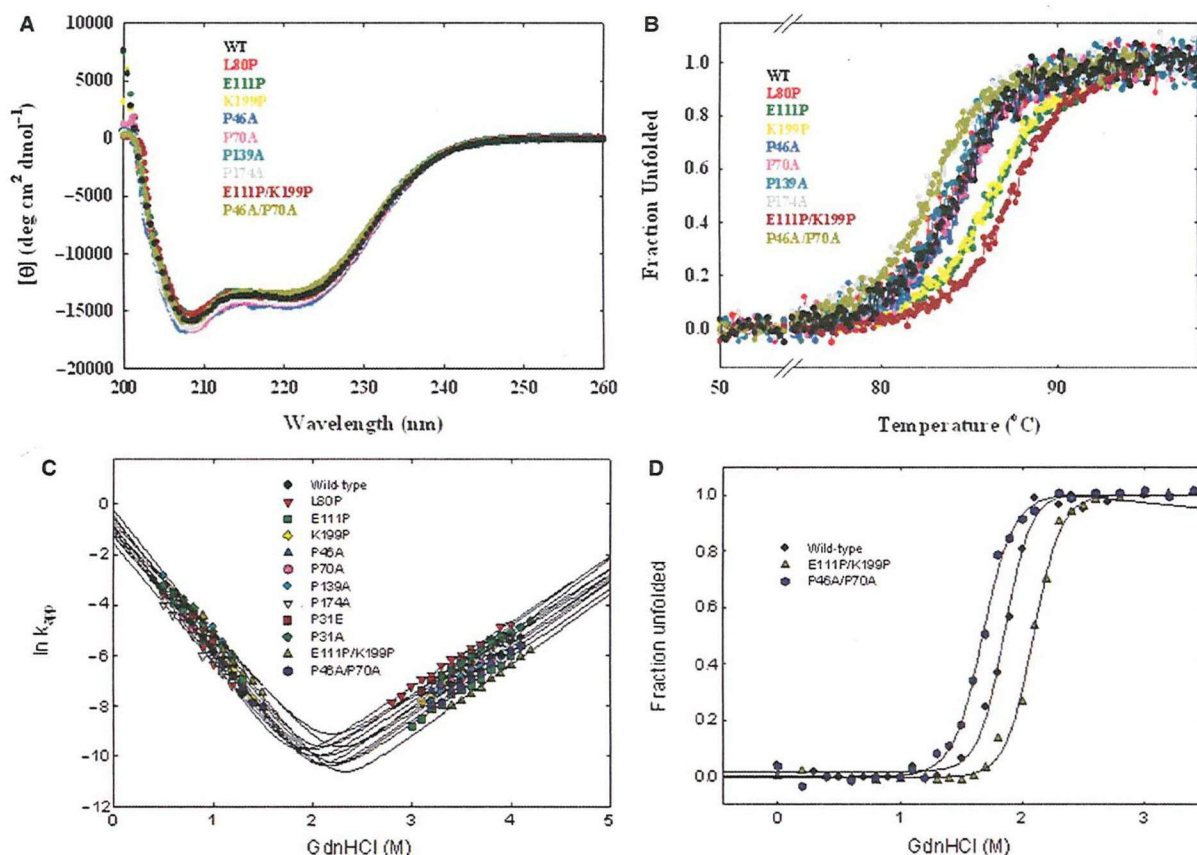 A
10000
5000
0
−5000
−10000
−15000
−20000
[θ] (deg cm² dmol⁻¹)
WT
L80P
E111P
K199P
P46A
P70A
P139A
P174A
E111P/K199P
P46A/P70A
200 210 220 230 240 250 260
Wavelength (nm)
B
1.0
0.8
0.6
0.4
0.2
0.0
Fraction Unfolded
WT
L80P
E111P
K199P
P46A
P70A
P139A
P174A
E111P/K199P
P46A/P70A
50 80 90
Temperature (°C)
C
0
−2
−4
−6
−8
−10
−12
ln kapp
Wild-type
L80P
E111P
K199P
P46A
P70A
P139A
P174A
P31E
P31A
E111P/K199P
P46A/P70A
0 1 2 3 4 5
GdnHCl (M)
D
1.0
0.8
0.6
0.4
0.2
0.0
Fraction unfolded
Wild-type
E111P/K199P
P46A/P70A
0 1 2 3
GdnHCl (M)